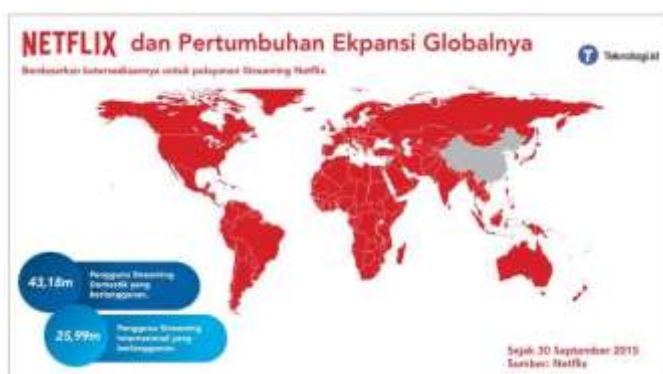 NETFLIX dan Pertumbuhan Ekpansi Globalnya
Berdasarkan ketersediaannya untuk pelayanan Streaming Netflix
Teknologi.id
43,18m
Pengguna Streaming
Domestik yang
berlangganan.
25,99m
Pengguna Streaming
Internasional yang
berlangganan.
Sejak 30 September 2015
Sumber: Netflix